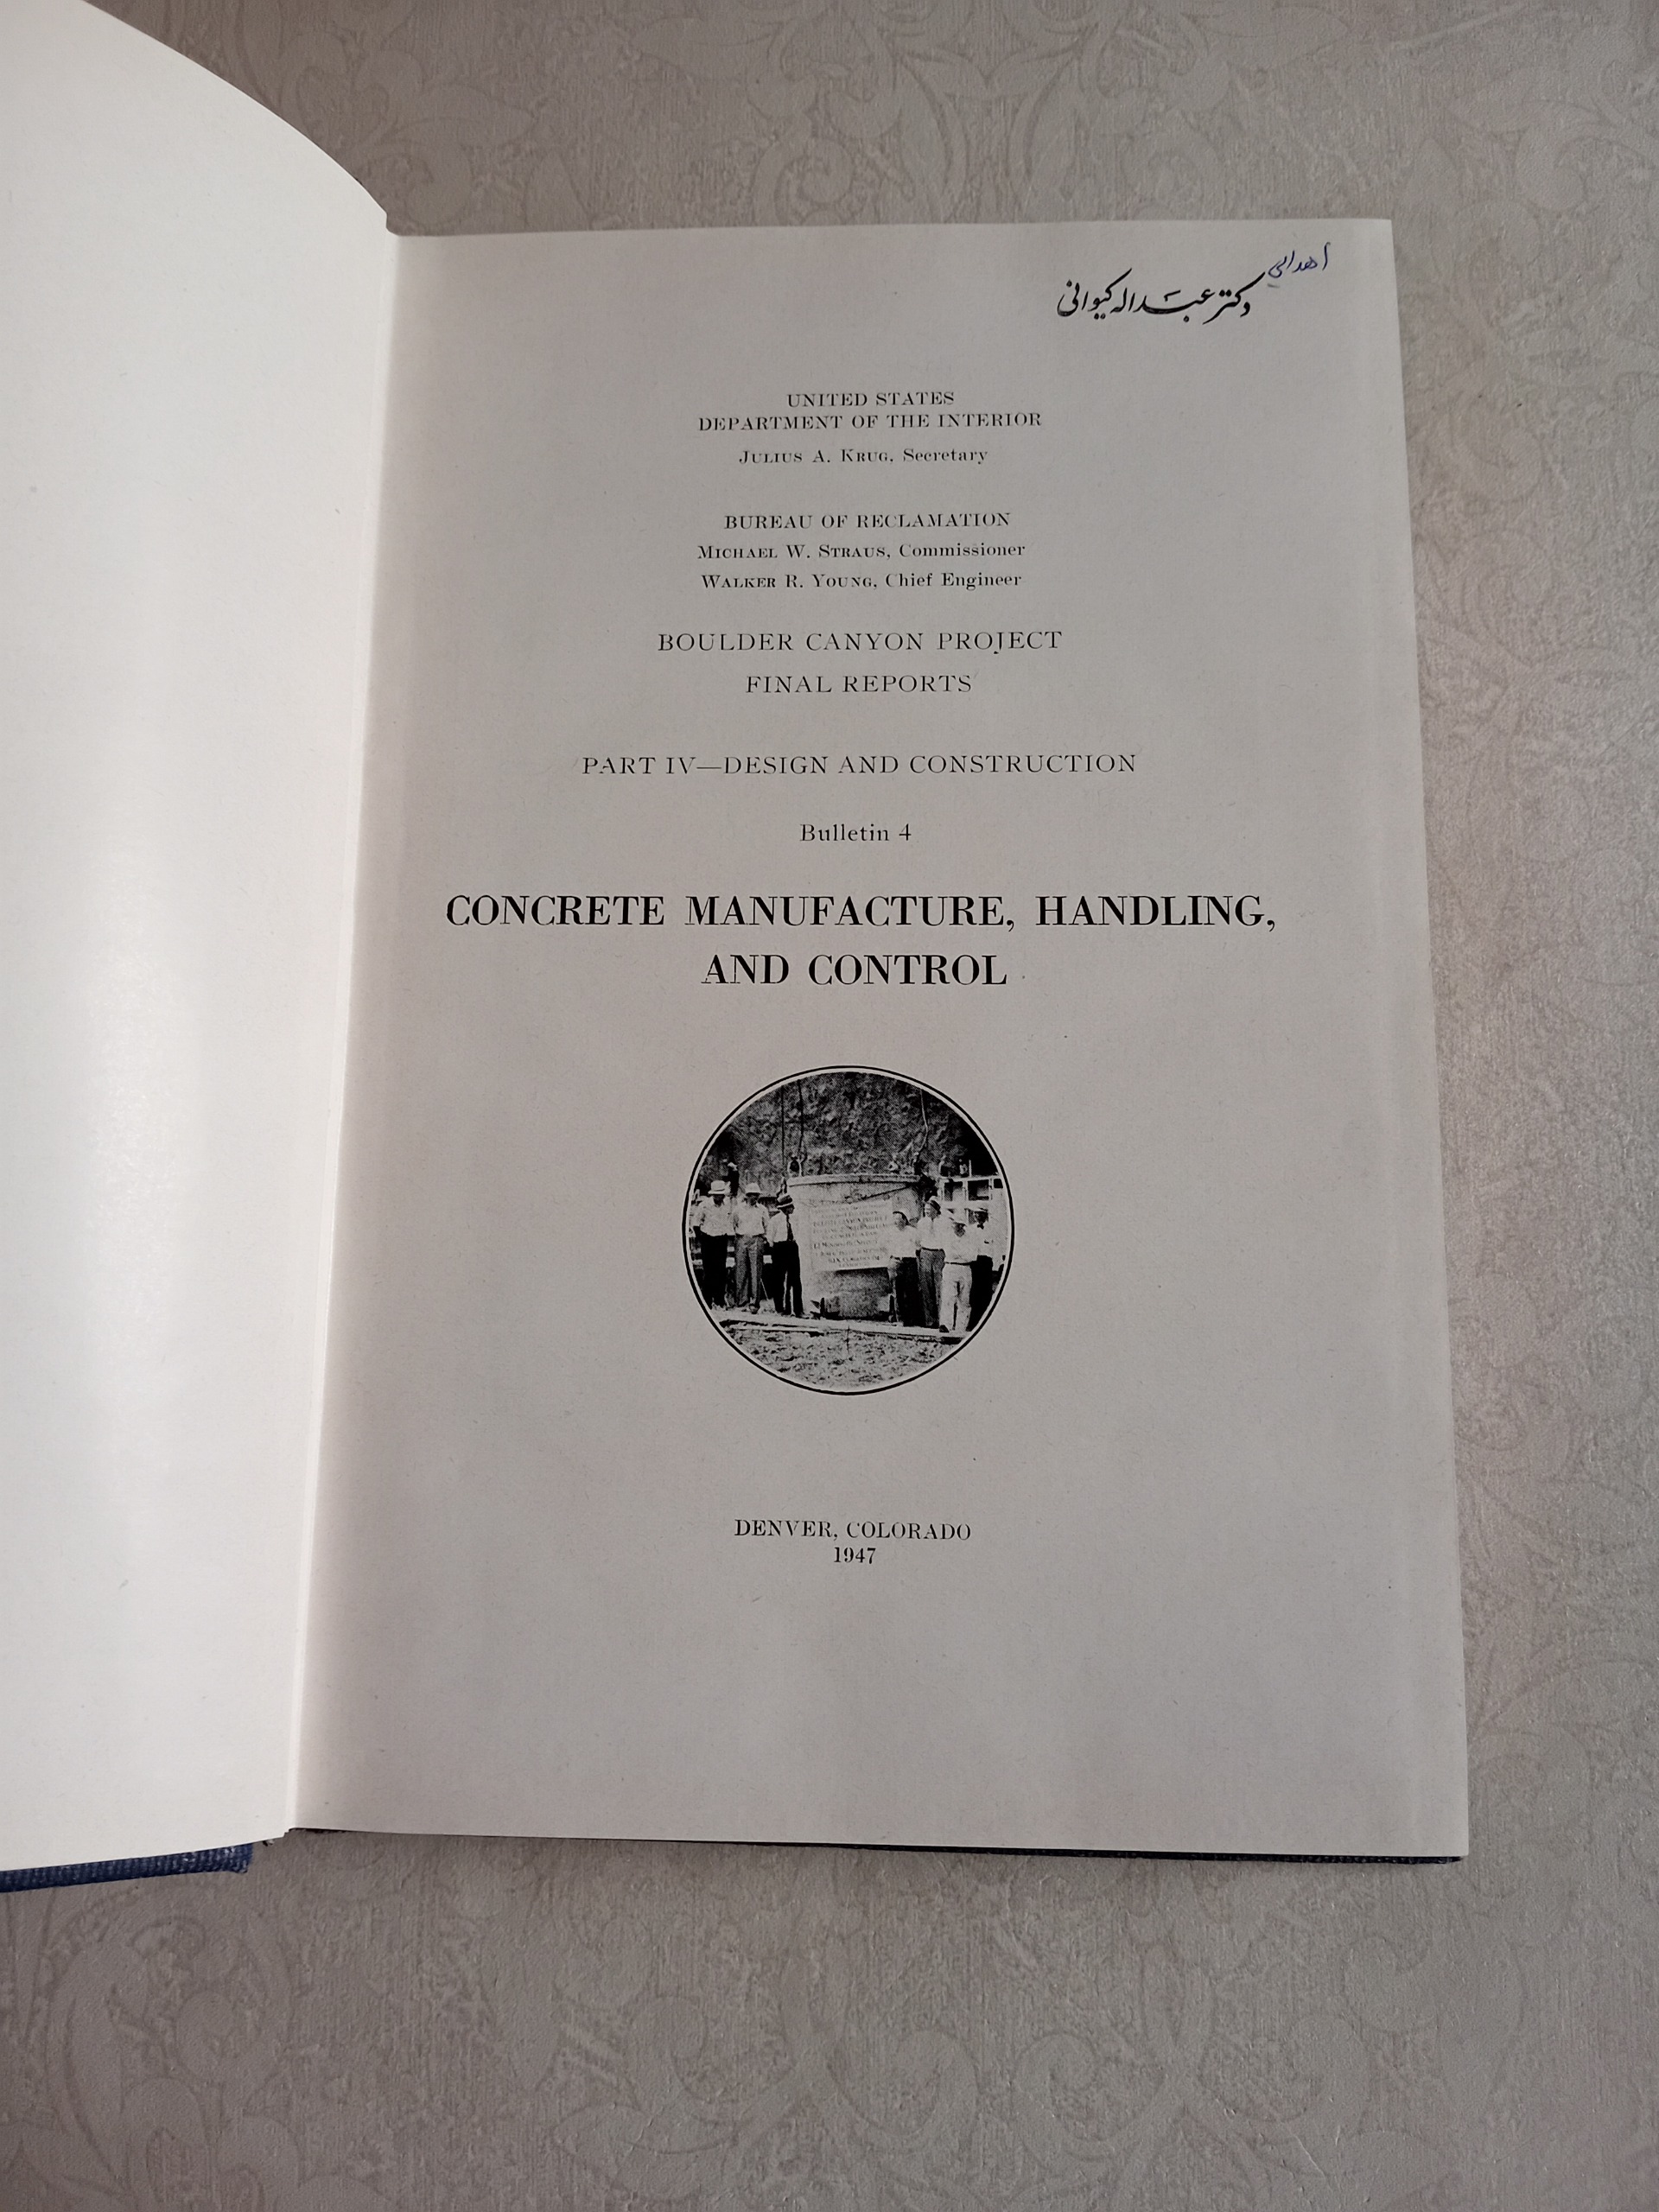 اهدایی
دکتر عبداله کیوانی
UNITED STATES
DEPARTMENT OF THE INTERIOR
JULIUS A. KRUG, Secretary
BUREAU OF RECLAMATION
MICHAEL W. STRAUS, Commissioner
WALKER R. YOUNG, Chief Engineer
BOULDER CANYON PROJECT
FINAL REPORTS
PART IV—DESIGN AND CONSTRUCTION
Bulletin 4
CONCRETE MANUFACTURE, HANDLING,
AND CONTROL
DENVER, COLORADO
1947